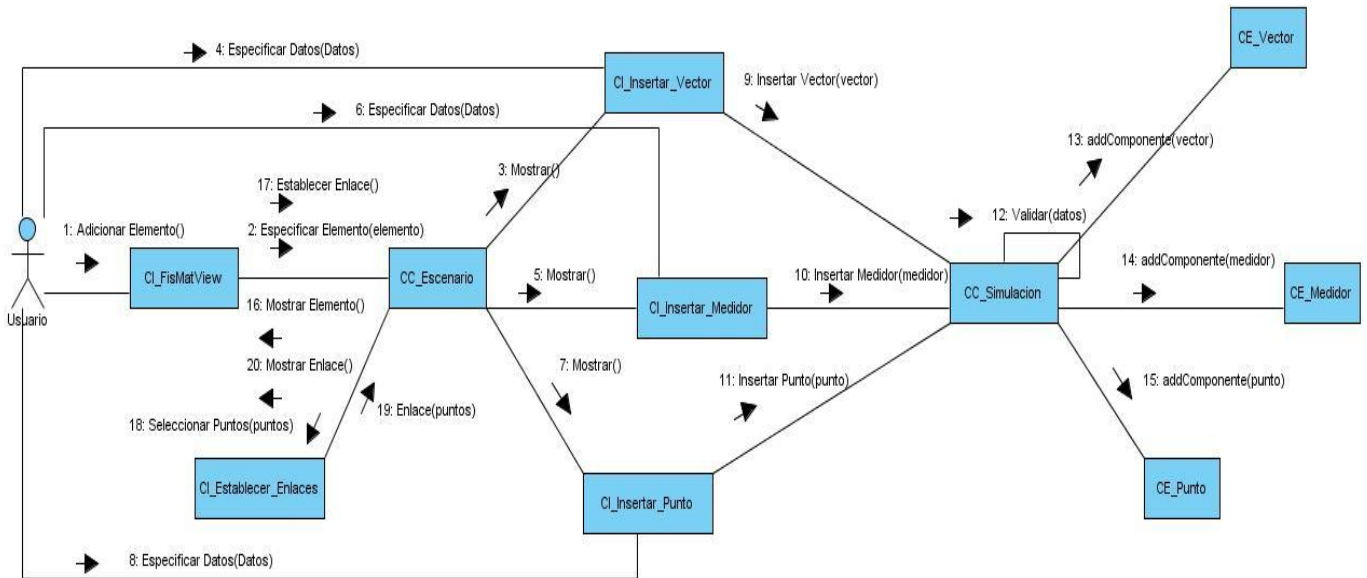 4: Especificar Datos(Datos)
CE_Vector
CI_Insertar_Vector
9: Insertar Vector(vector)
6: Especificar Datos(Datos)
13: addComponente(vector)
3: Mostrar()
17: Establecer Enlace()
12: Validar(datos)
1: Adicionar Elemento()
2: Especificar Elemento(elemento)
CI_FisMatView
CC_Escenario
5: Mostrar()
CI_Insertar_Medidor
10: Insertar Medidor(medidor)
CC_Simulacion
14: addComponente(medidor)
CE_Medidor
Usuario
16: Mostrar Elemento()
20: Mostrar Enlace()
7: Mostrar()
11: Insertar Punto(punto)
15: addComponente(punto)
19: Enlace(puntos)
18: Seleccionar Puntos(puntos)
CI_Establecer_Enlaces
CI_Insertar_Punto
CE_Punto
8: Especificar Datos(Datos)